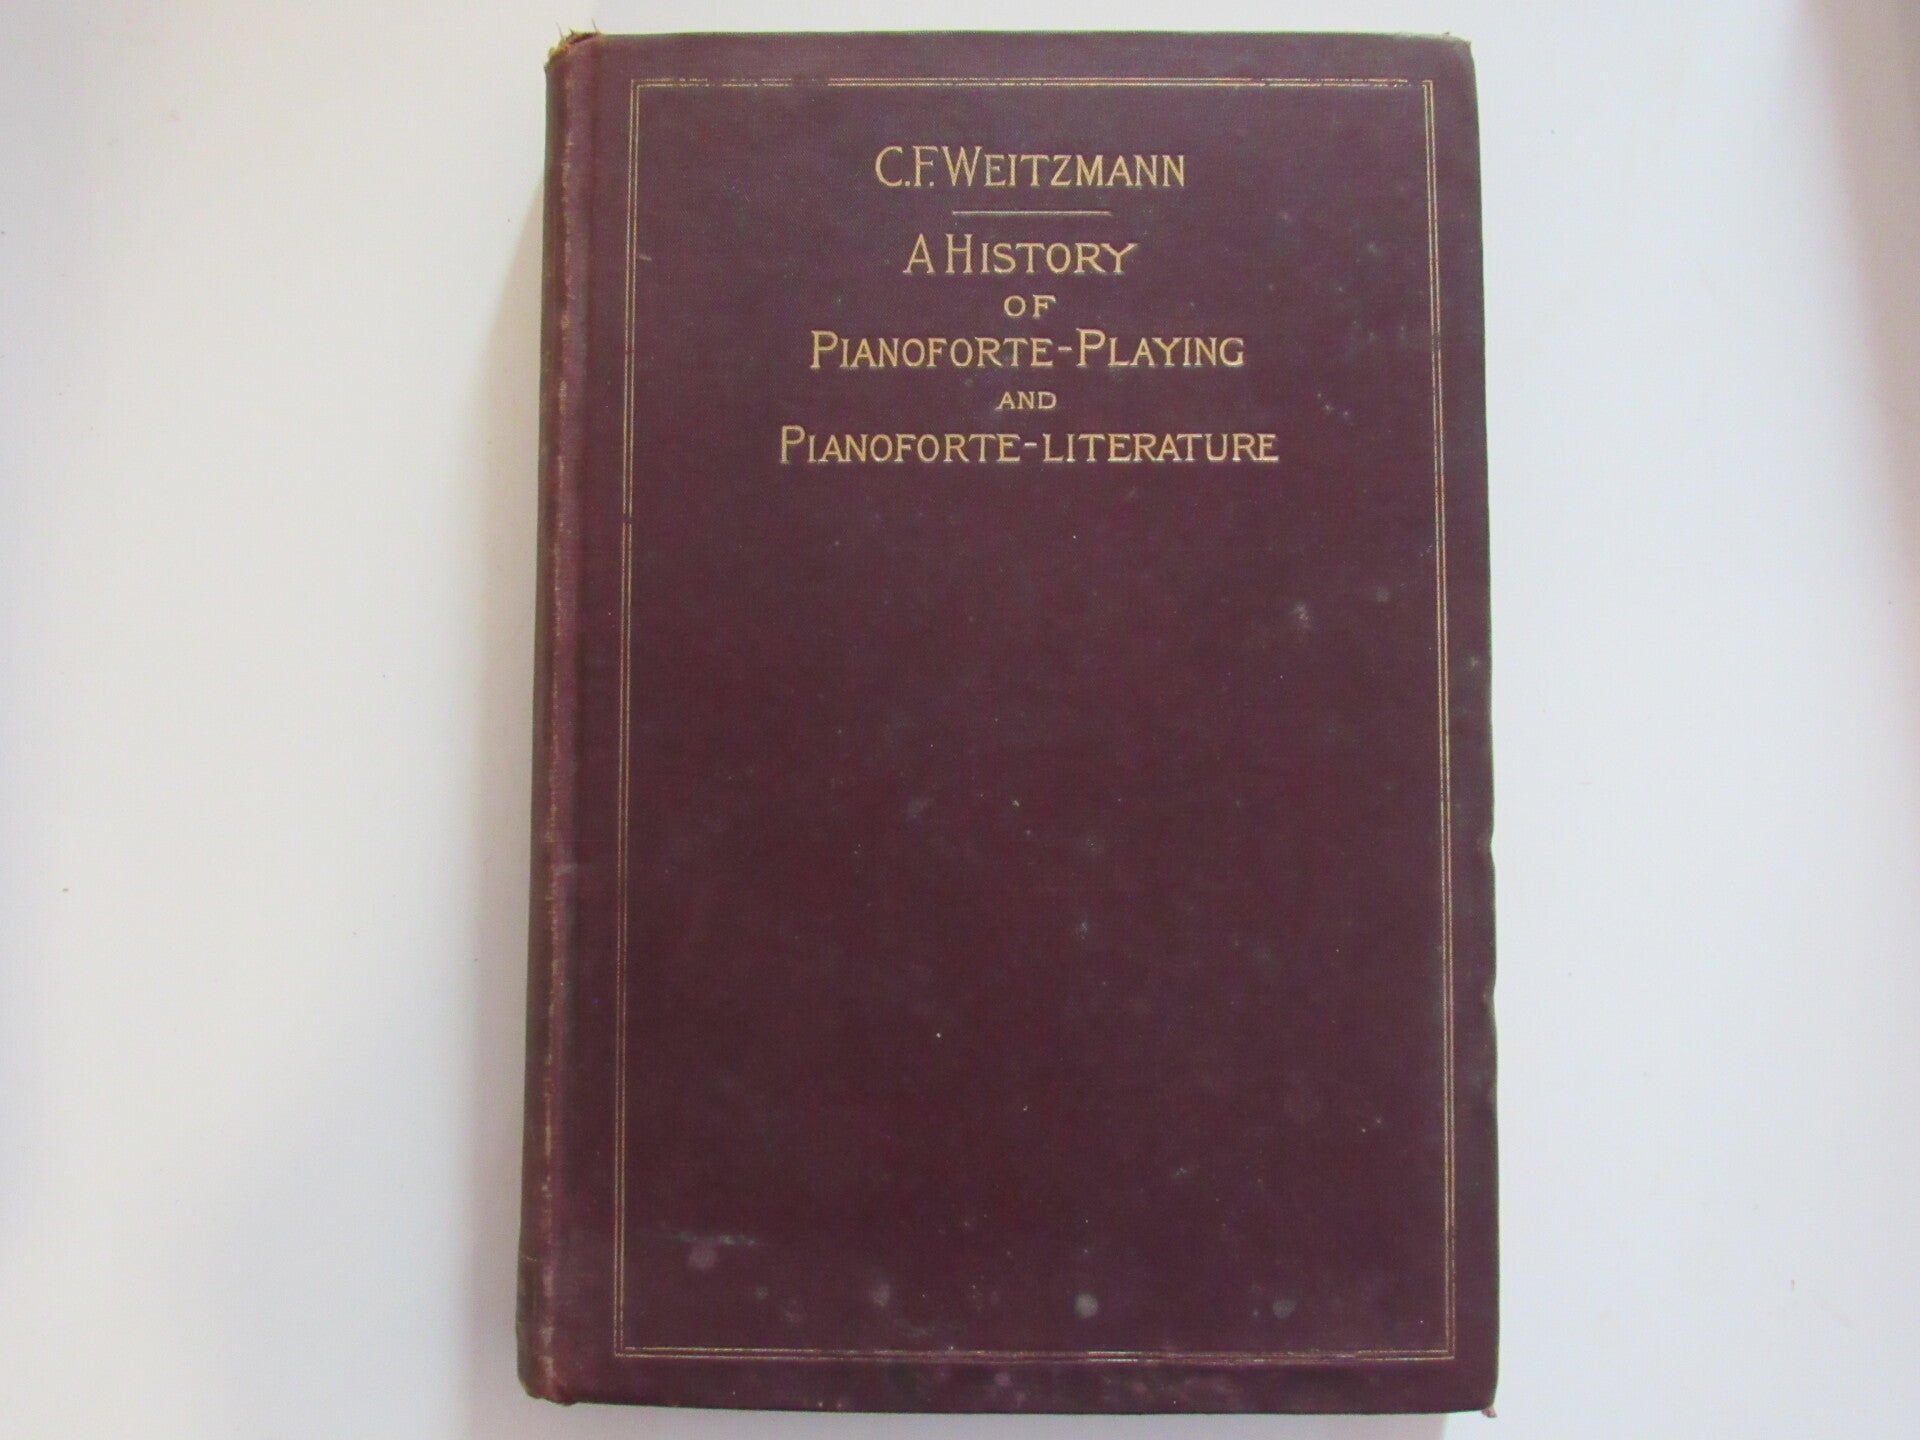 C.F. WEITZMANN
A HISTORY
OF
PIANOFORTE-PLAYING
AND
PIANOFORTE-LITERATURE